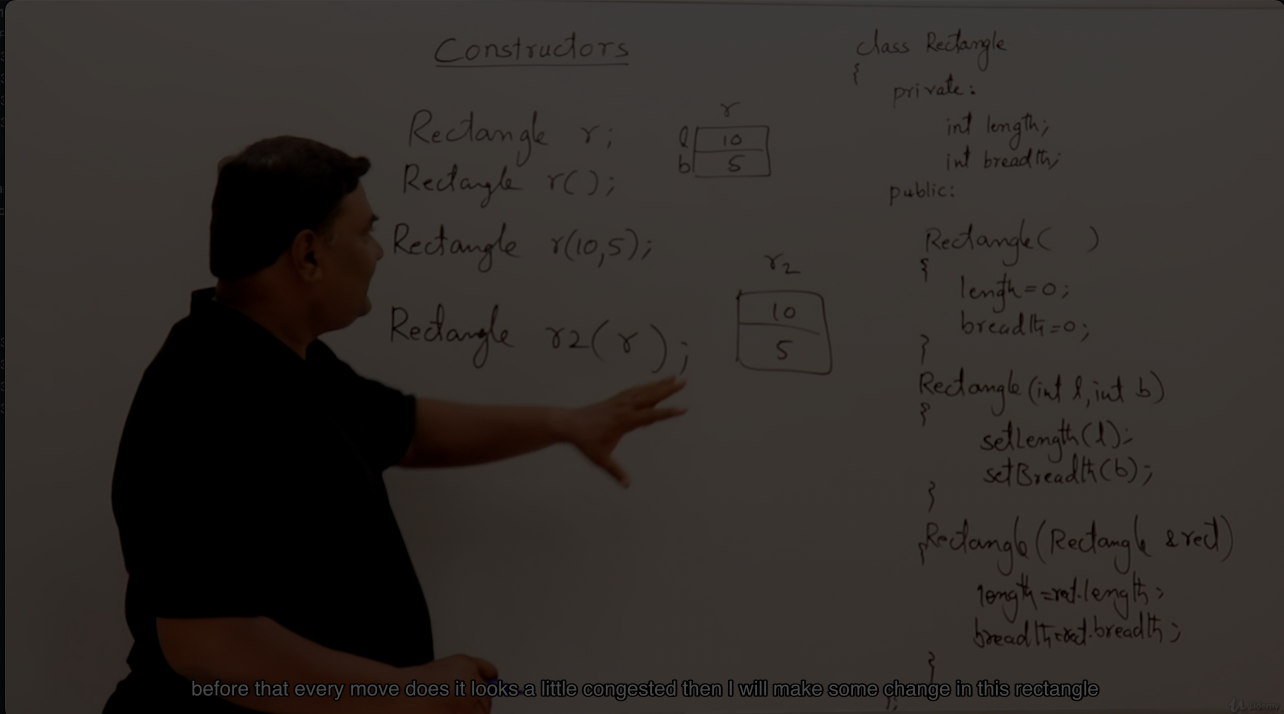 Constructors
Rectangle r;
Rectangle r();
Rectangle r(10,5);
Rectangle r2(r);
r
l 10
b 5
r2
10
5
class Rectangle
{
private:
int length;
int breadth;
public:
Rectangle( )
{
length=0;
breadth=0;
}
Rectangle(int l,int b)
{
setLength(l);
setBreadth(b);
}
Rectangle(Rectangle &rect)
{
length=rect.length;
breadth=rect.breadth;
}
};
before that every move does it looks a little congested then I will make some change in this rectangle